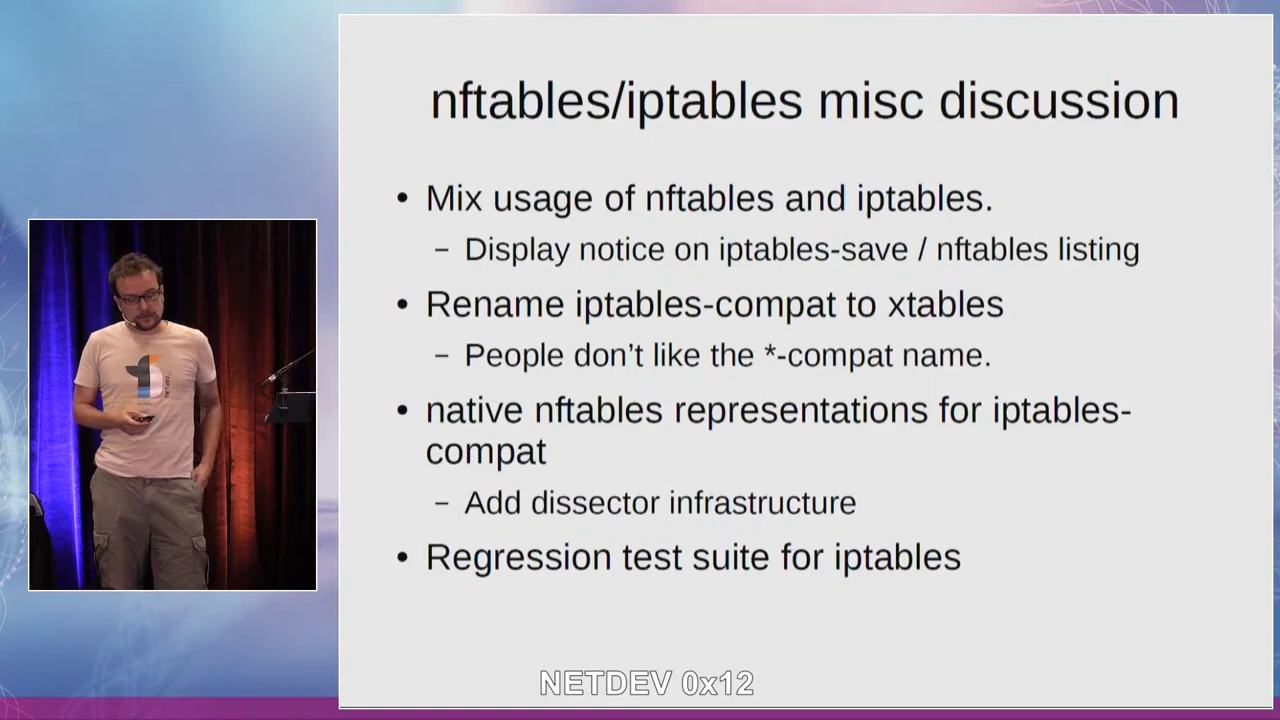 nftables/iptables misc discussion
• Mix usage of nftables and iptables.
– Display notice on iptables-save / nftables listing
• Rename iptables-compat to xtables
– People don’t like the *-compat name.
• native nftables representations for iptables-
compat
– Add dissector infrastructure
• Regression test suite for iptables
NETDEV 0x12